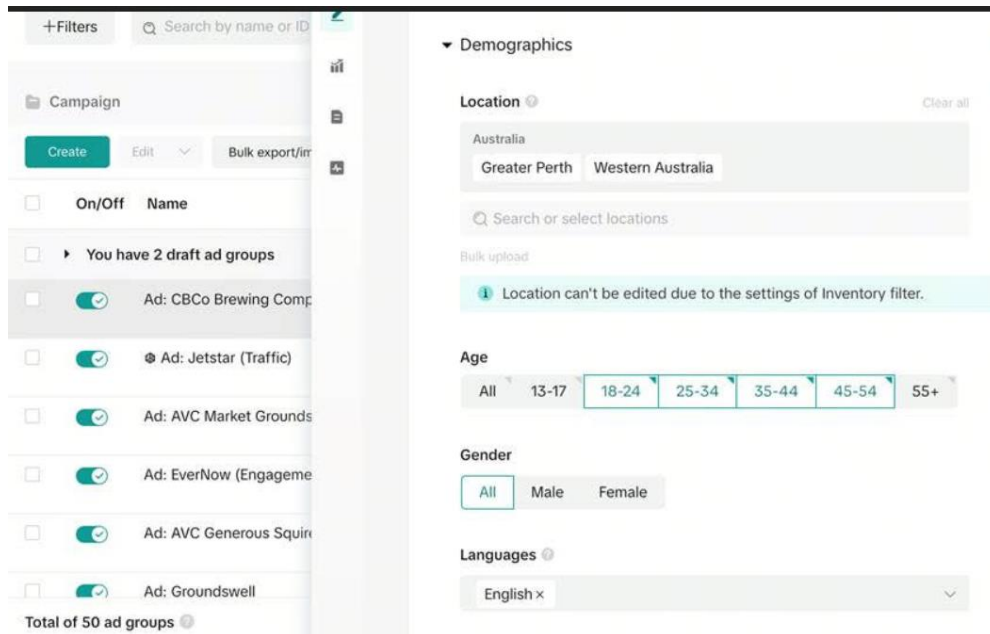 +Filters
Search by name or ID
Campaign
Create
Edit
Bulk export/im
On/Off Name
You have 2 draft ad groups
Ad: CBCo Brewing Comp
Ad: Jetstar (Traffic)
Ad: AVC Market Grounds
Ad: EverNow (Engageme
Ad: AVC Generous Squire
Ad: Groundswell
Total of 50 ad groups
Demographics
Location
Clear all
Australia
Greater Perth Western Australia
Search or select locations
Bulk upload
Location can't be edited due to the settings of Inventory filter.
Age
All 13-17 18-24 25-34 35-44 45-54 55+
Gender
All Male Female
Languages
English ×